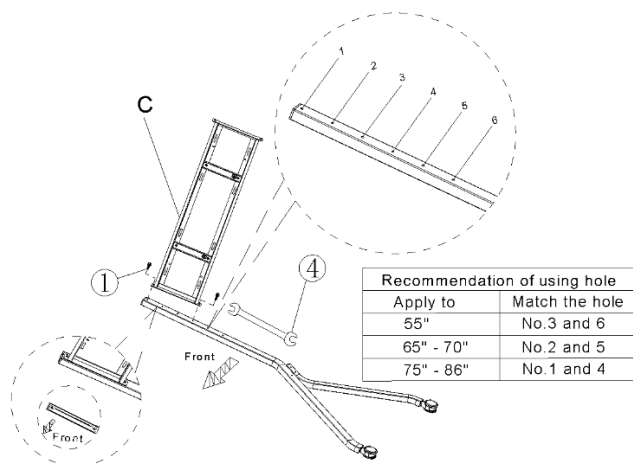 1
2
3
4
5
6
C
1
4
Front
Front
Recommendation of using hole
Apply to Match the hole
55" No.3 and 6
65" - 70" No.2 and 5
75" - 86" No.1 and 4